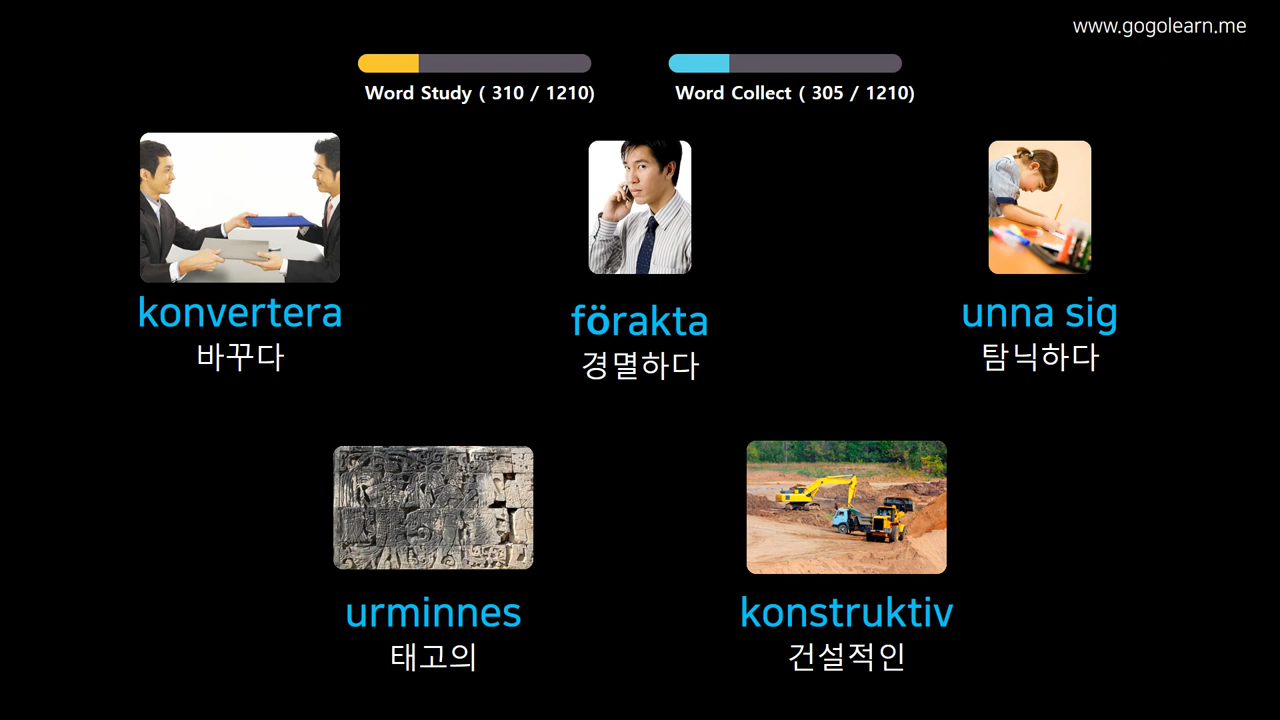 www.gogolearn.me
Word Study ( 310 / 1210)
Word Collect ( 305 / 1210)
konvertera
바꾸다
förakta
경멸하다
unna sig
탐닉하다
urminnes
태고의
konstruktiv
건설적인